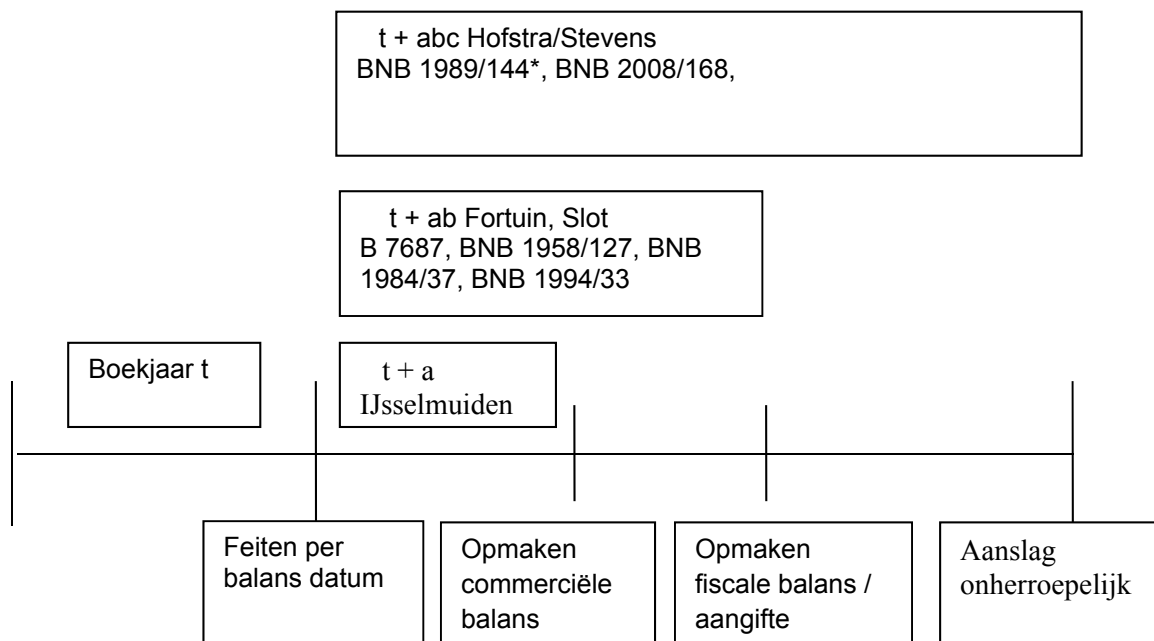 t + abc Hofstra/Stevens
BNB 1989/144*, BNB 2008/168,
t + ab Fortuin, Slot
B 7687, BNB 1958/127, BNB
1984/37, BNB 1994/33
Boekjaar t
t + a
IJsselmuiden
Feiten per
balans datum
Opmaken
commerciële
balans
Opmaken
fiscale balans /
aangifte
Aanslag
onherroepelijk